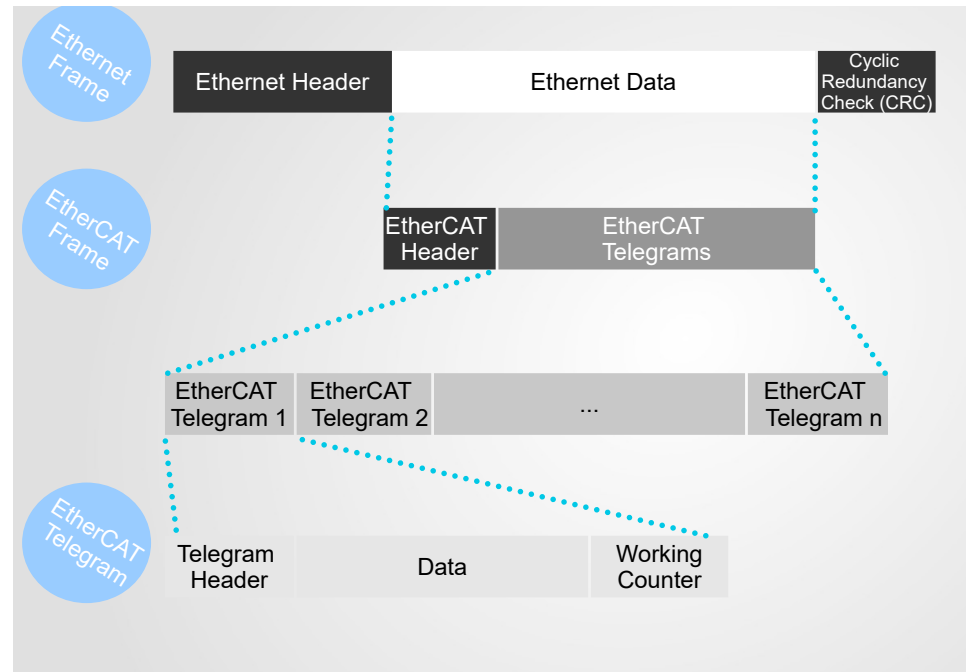 Ethernet
Frame
Ethernet Header
Ethernet Data
Cyclic
Redundancy
Check (CRC)
EtherCAT
Frame
EtherCAT
Header
EtherCAT
Telegrams
EtherCAT
Telegram 1
EtherCAT
Telegram 2
...
EtherCAT
Telegram n
EtherCAT
Telegram
Telegram
Header
Data
Working
Counter